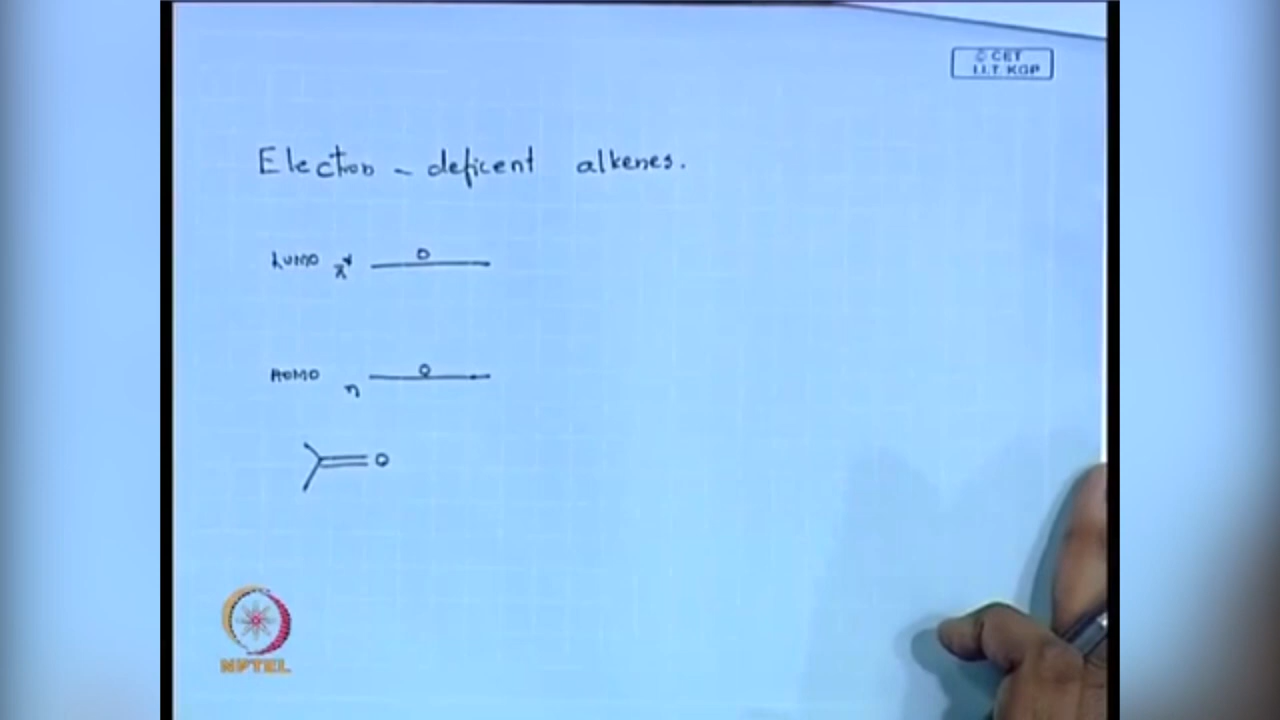 © CET
I.I.T. KGP
Electron - deficent alkenes.
LUMO π* O
HOMO n O
O
NPTEL